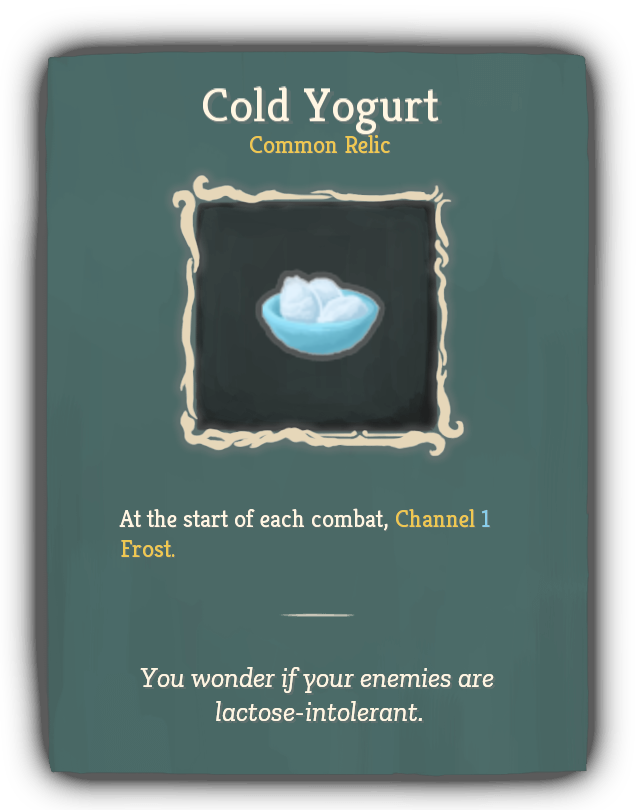 Cold Yogurt
Common Relic
At the start of each combat, Channel 1
Frost.
You wonder if your enemies are
lactose-intolerant.